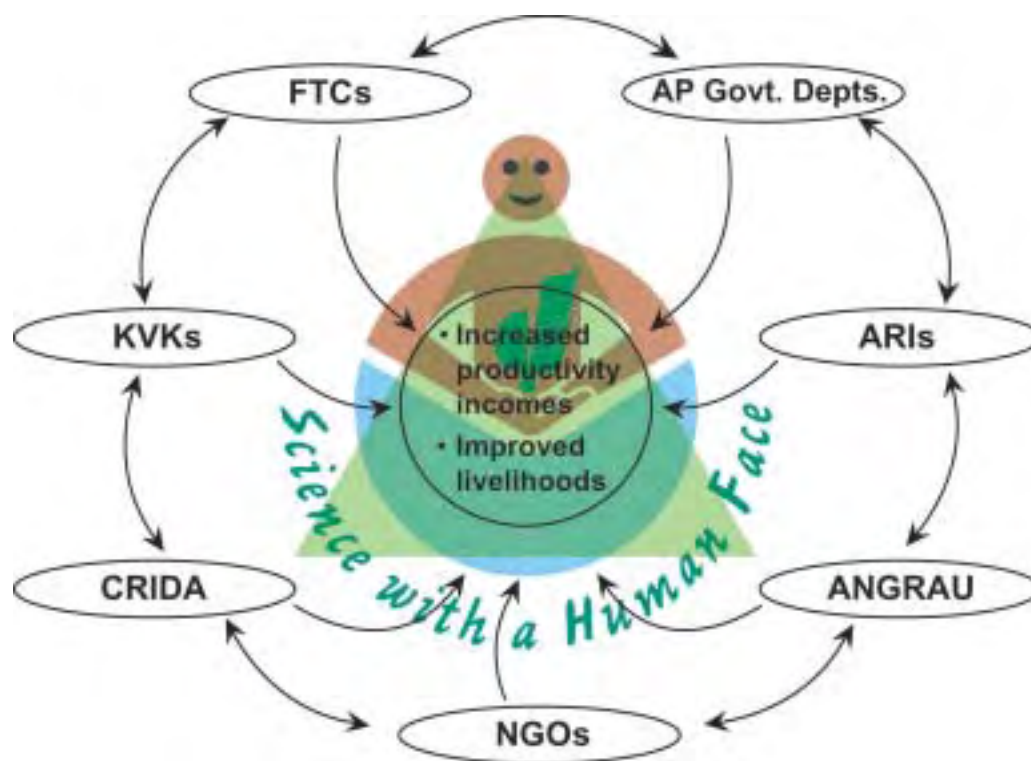 FTCs
AP Govt. Depts.
KVKs
ARIs
• Increased
productivity
incomes
• Improved
livelihoods
Science with a Human Face
CRIDA
ANGRAU
NGOs